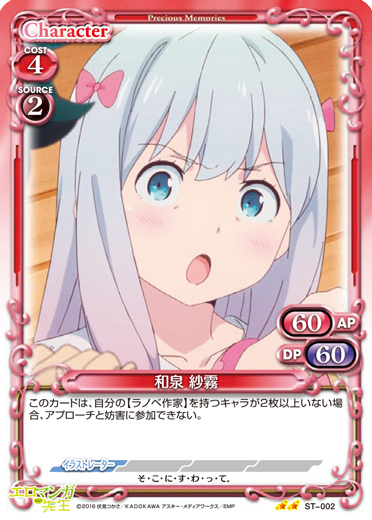 Precious Memories
Character
COST
4
SOURCE
2
60 AP
DP 60
和泉 紗霧
このカードは、自分の【ラノベ作家】を持つキャラが2枚以上いない場
合、アプローチと妨害に参加できない。
イラストレーター
そ・こ・に・す・わ・っ・て。
エロマンガ
先生
©2016 伏見つかさ/KADOKAWA アスキー・メディアワークス/EMP
ST-002